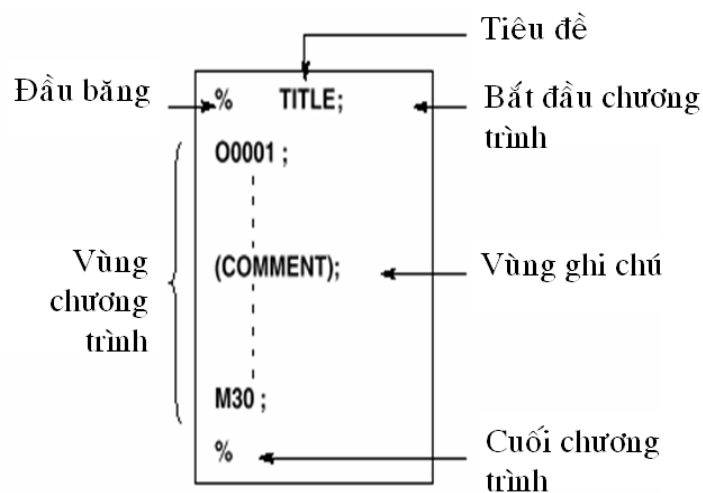 Tiêu đề
Đầu băng
% TITLE;
Bắt đầu chương
trình
O0001 ;
Vùng
chương
trình
(COMMENT);
Vùng ghi chú
M30 ;
%
Cuối chương
trình